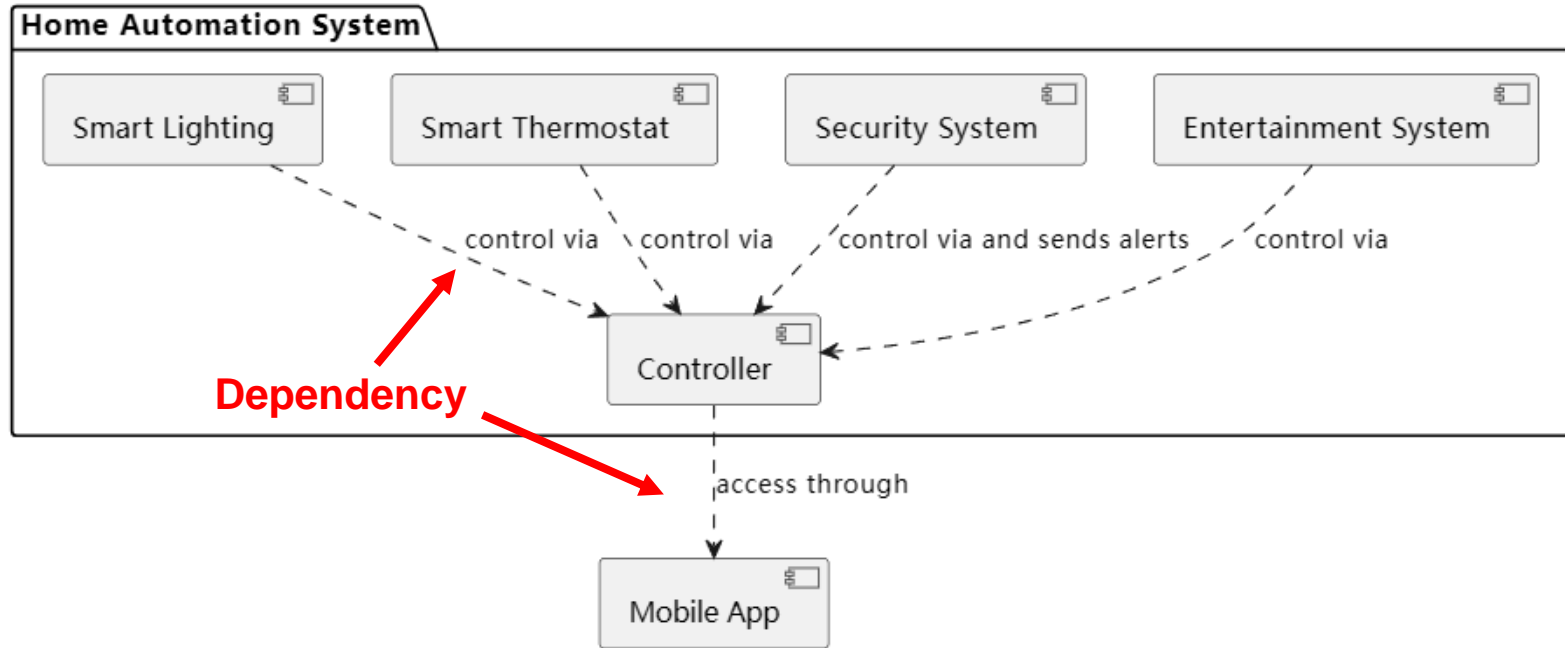 Home Automation System
Smart Lighting
Smart Thermostat
Security System
Entertainment System
control via
control via
control via and sends alerts
control via
Controller
Dependency
access through
Mobile App